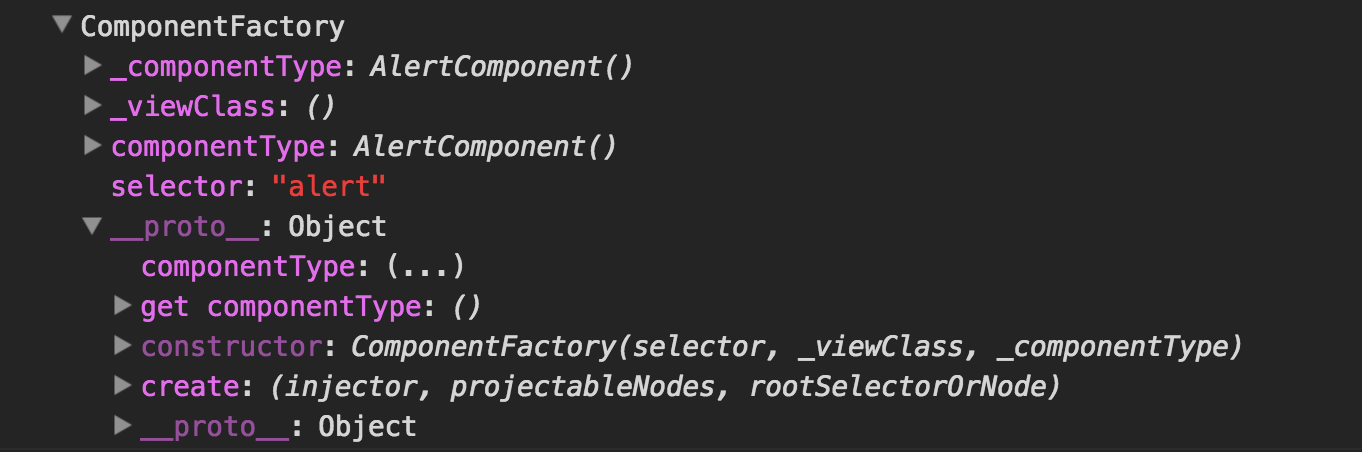 ComponentFactory
_componentType: AlertComponent()
_viewClass: ()
componentType: AlertComponent()
selector: "alert"
__proto__: Object
componentType: (...)
get componentType: ()
constructor: ComponentFactory(selector, _viewClass, _componentType)
create: (injector, projectableNodes, rootSelectorOrNode)
__proto__: Object